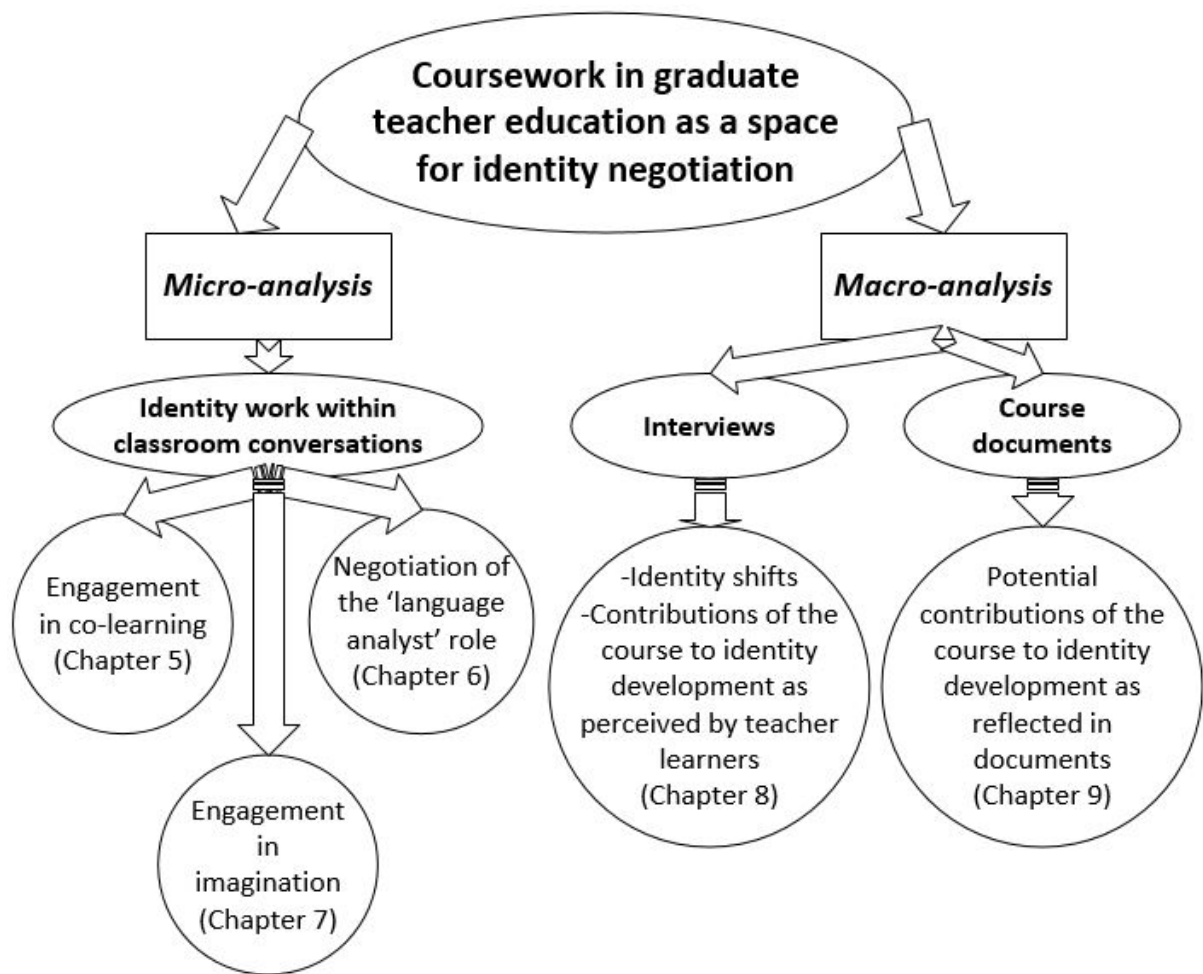 Coursework in graduate
teacher education as a space
for identity negotiation
Micro-analysis
Macro-analysis
Identity work within
classroom conversations
Interviews
Course
documents
Engagement
in co-learning
(Chapter 5)
Negotiation of
the ‘language
analyst’ role
(Chapter 6)
Engagement
in
imagination
(Chapter 7)
-Identity shifts
-Contributions of the
course to identity
development as
perceived by teacher
learners
(Chapter 8)
Potential
contributions of the
course to identity
development as
reflected in
documents
(Chapter 9)